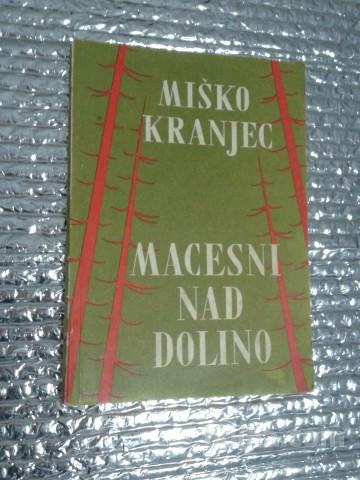 MIŠKO
KRANJEC
MACESNI
NAD
DOLINO